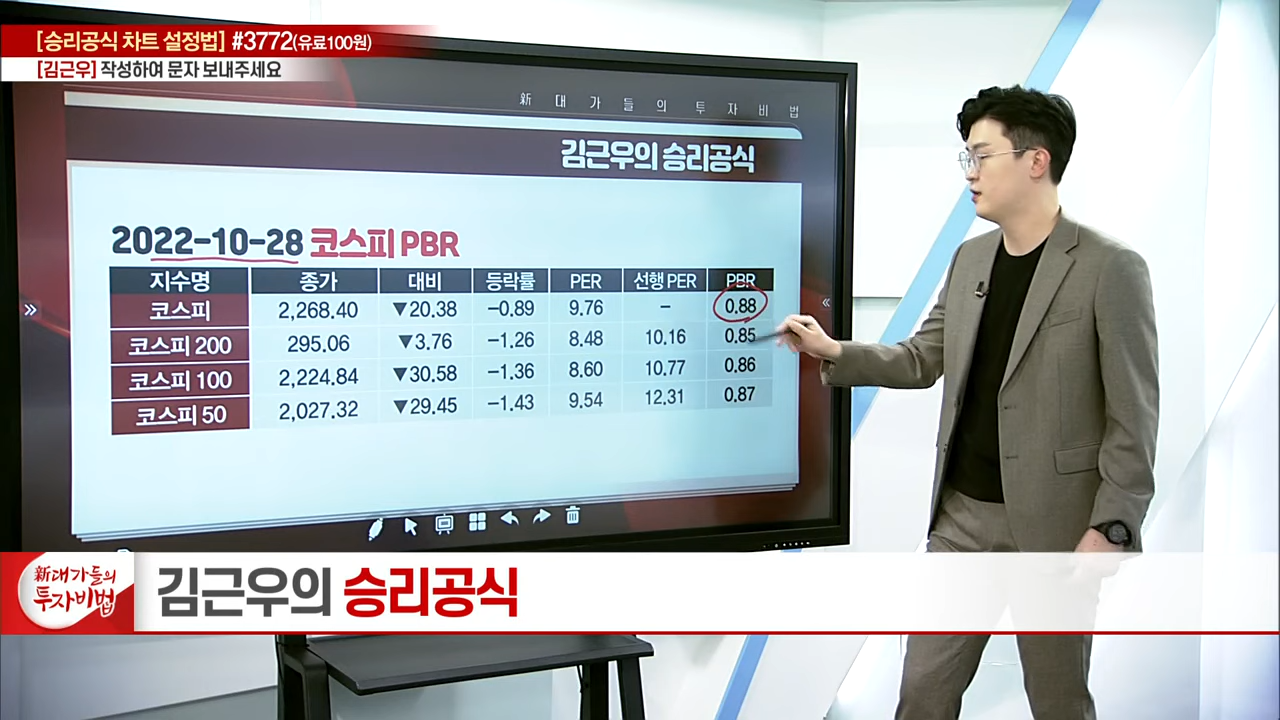 [승리공식 차트 설정법] #3772(유료100원)
[김근우] 작성하여 문자 보내주세요
新 대가들의 투자비법
김근우의 승리공식
2022-10-28 코스피 PBR
지수명 종가 대비 등락률 PER 선행 PER PBR
코스피 2,268.40 ▼20.38 -0.89 9.76 - 0.88
코스피 200 295.06 ▼3.76 -1.26 8.48 10.16 0.85
코스피 100 2,224.84 ▼30.58 -1.36 8.60 10.77 0.86
코스피 50 2,027.32 ▼29.45 -1.43 9.54 12.31 0.87
新대가들의
투자비법
김근우의 승리공식